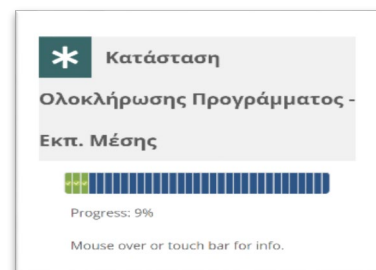 Κατάσταση
Ολοκλήρωσης Προγράμματος -
Εκπ. Μέσης
Progress: 9%
Mouse over or touch bar for info.